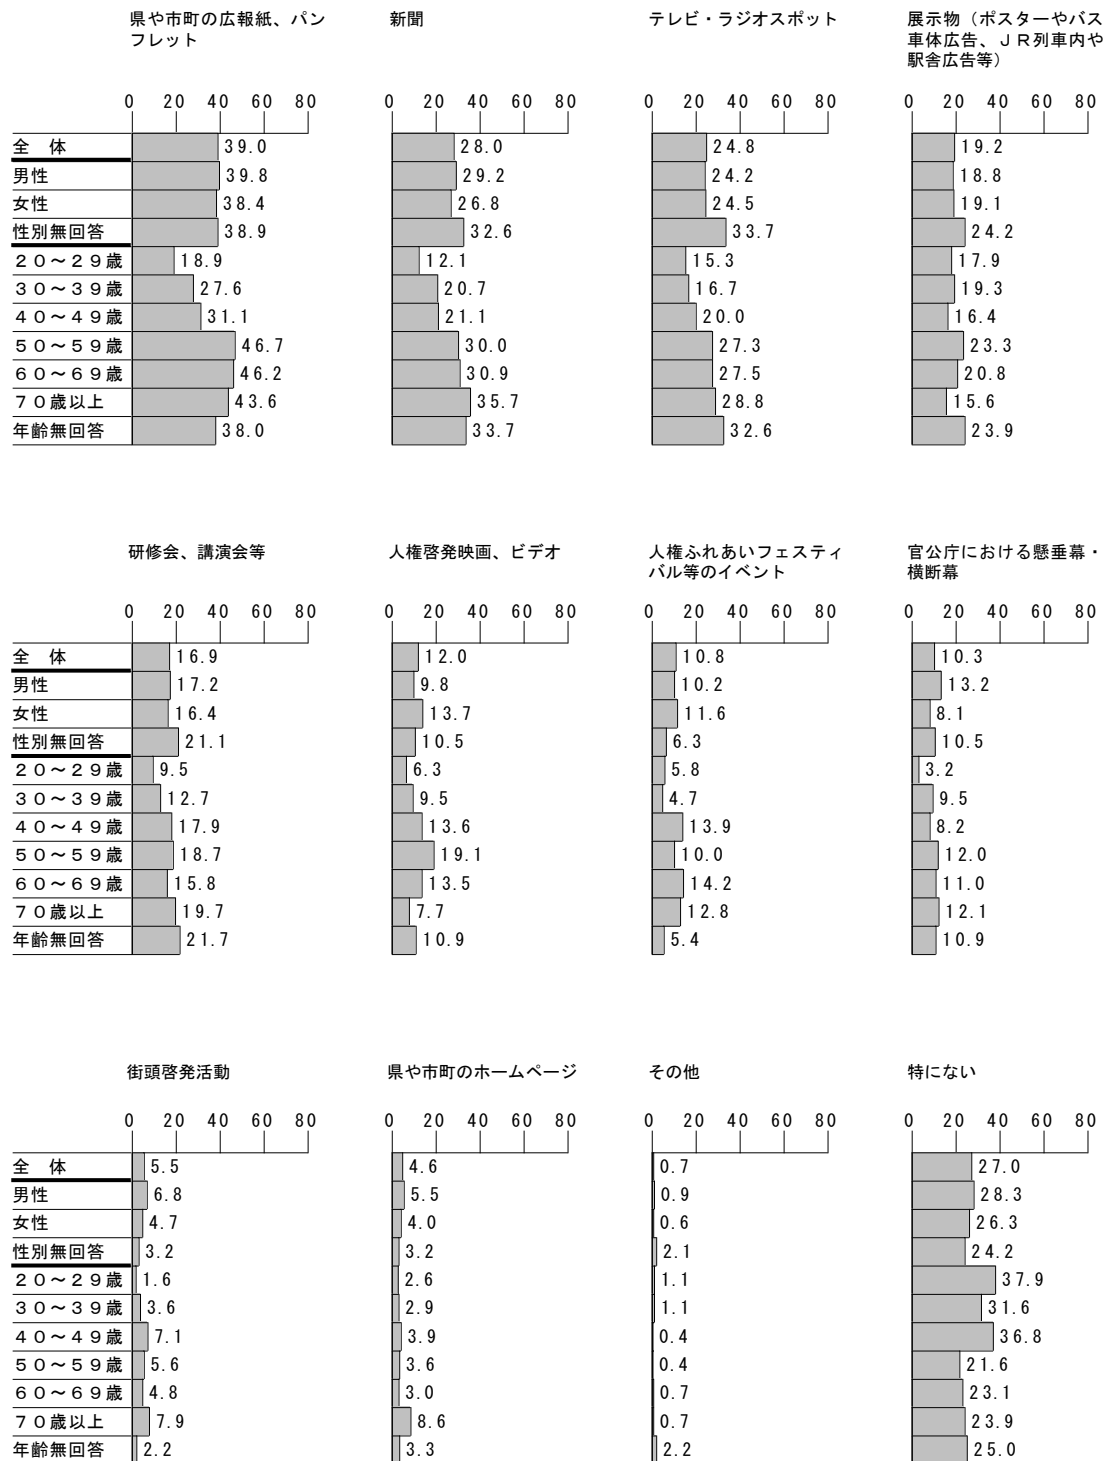 県や市町の広報紙、パン
フレット
新聞
テレビ・ラジオスポット
展示物（ポスターやバス
車体広告、ＪＲ列車内や
駅舎広告等）
0 20 40 60 80 0 20 40 60 80 0 20 40 60 80 0 20 40 60 80
全 体 39.0 28.0 24.8 19.2
男性 39.8 29.2 24.2 18.8
女性 38.4 26.8 24.5 19.1
性別無回答 38.9 32.6 33.7 24.2
２０～２９歳 18.9 12.1 15.3 17.9
３０～３９歳 27.6 20.7 16.7 19.3
４０～４９歳 31.1 21.1 20.0 16.4
５０～５９歳 46.7 30.0 27.3 23.3
６０～６９歳 46.2 30.9 27.5 20.8
７０歳以上 43.6 35.7 28.8 15.6
年齢無回答 38.0 33.7 32.6 23.9
研修会、講演会等
人権啓発映画、ビデオ
人権ふれあいフェスティ
バル等のイベント
官公庁における懸垂幕・
横断幕
0 20 40 60 80 0 20 40 60 80 0 20 40 60 80 0 20 40 60 80
全 体 16.9 12.0 10.8 10.3
男性 17.2 9.8 10.2 13.2
女性 16.4 13.7 11.6 8.1
性別無回答 21.1 10.5 6.3 10.5
２０～２９歳 9.5 6.3 5.8 3.2
３０～３９歳 12.7 9.5 4.7 9.5
４０～４９歳 17.9 13.6 13.9 8.2
５０～５９歳 18.7 19.1 10.0 12.0
６０～６９歳 15.8 13.5 14.2 11.0
７０歳以上 19.7 7.7 12.8 12.1
年齢無回答 21.7 10.9 5.4 10.9
街頭啓発活動
県や市町のホームページ
その他
特にない
0 20 40 60 80 0 20 40 60 80 0 20 40 60 80 0 20 40 60 80
全 体 5.5 4.6 0.7 27.0
男性 6.8 5.5 0.9 28.3
女性 4.7 4.0 0.6 26.3
性別無回答 3.2 3.2 2.1 24.2
２０～２９歳 1.6 2.6 1.1 37.9
３０～３９歳 3.6 2.9 1.1 31.6
４０～４９歳 7.1 3.9 0.4 36.8
５０～５９歳 5.6 3.6 0.4 21.6
６０～６９歳 4.8 3.0 0.7 23.1
７０歳以上 7.9 8.6 0.7 23.9
年齢無回答 2.2 3.3 2.2 25.0